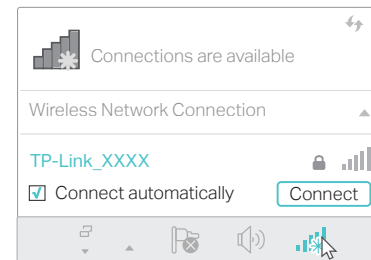 Connections are available
Wireless Network Connection
TP-Link_XXXX
Connect automatically
Connect